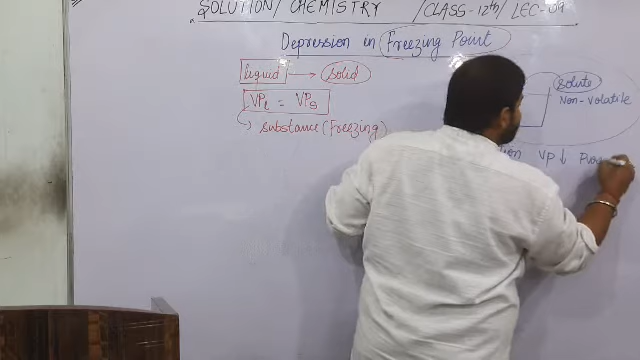 SOLUTION/ CHEMISTRY /CLASS-12th/ LEC-09
Depression in Freezing Point
liquid → solid
VPl = VPs
substance (Freezing)
solute
Non-volatile
VP ↓